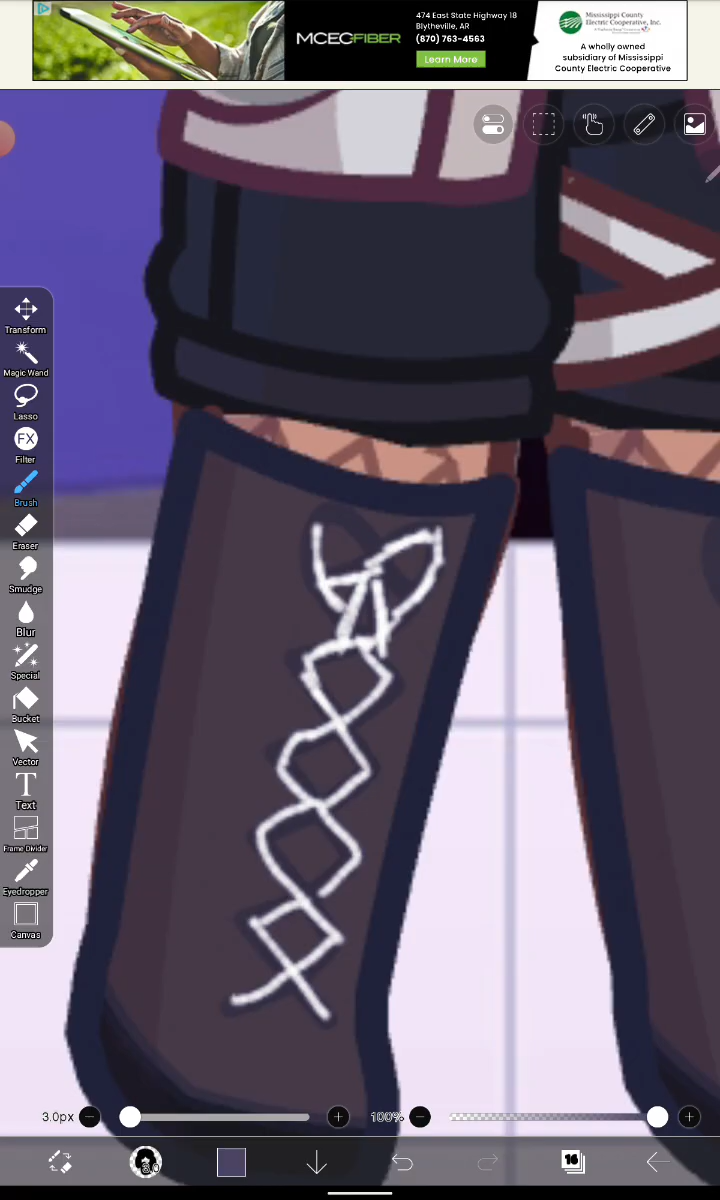 474 East State Highway 18
Blytheville, AR
(870) 763-4563
Learn More
MCECFIBER
Mississippi County
Electric Cooperative, Inc.
A wholly owned
subsidiary of Mississippi
County Electric Cooperative
Transform
Magic Wand
Lasso
FX
Filter
Brush
Eraser
Smudge
Blur
Special
Bucket
Vector
T
Text
Frame Divider
Eyedropper
Canvas
3.0px
100%
3.0
16